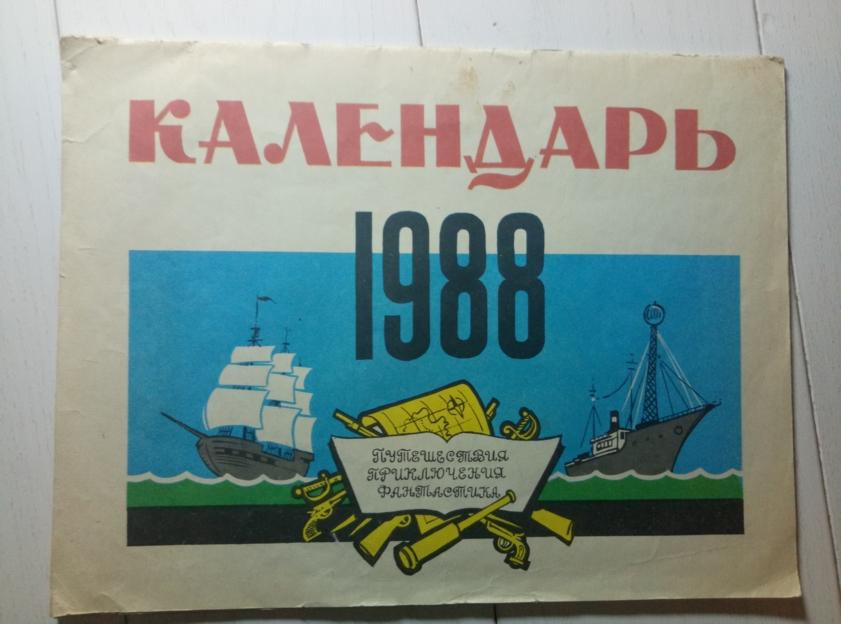 КАЛЕНДАРЬ
1988
ПУТЕШЕСТВИЯ
ПРИКЛЮЧЕНИЯ
ФАНТАСТИКА